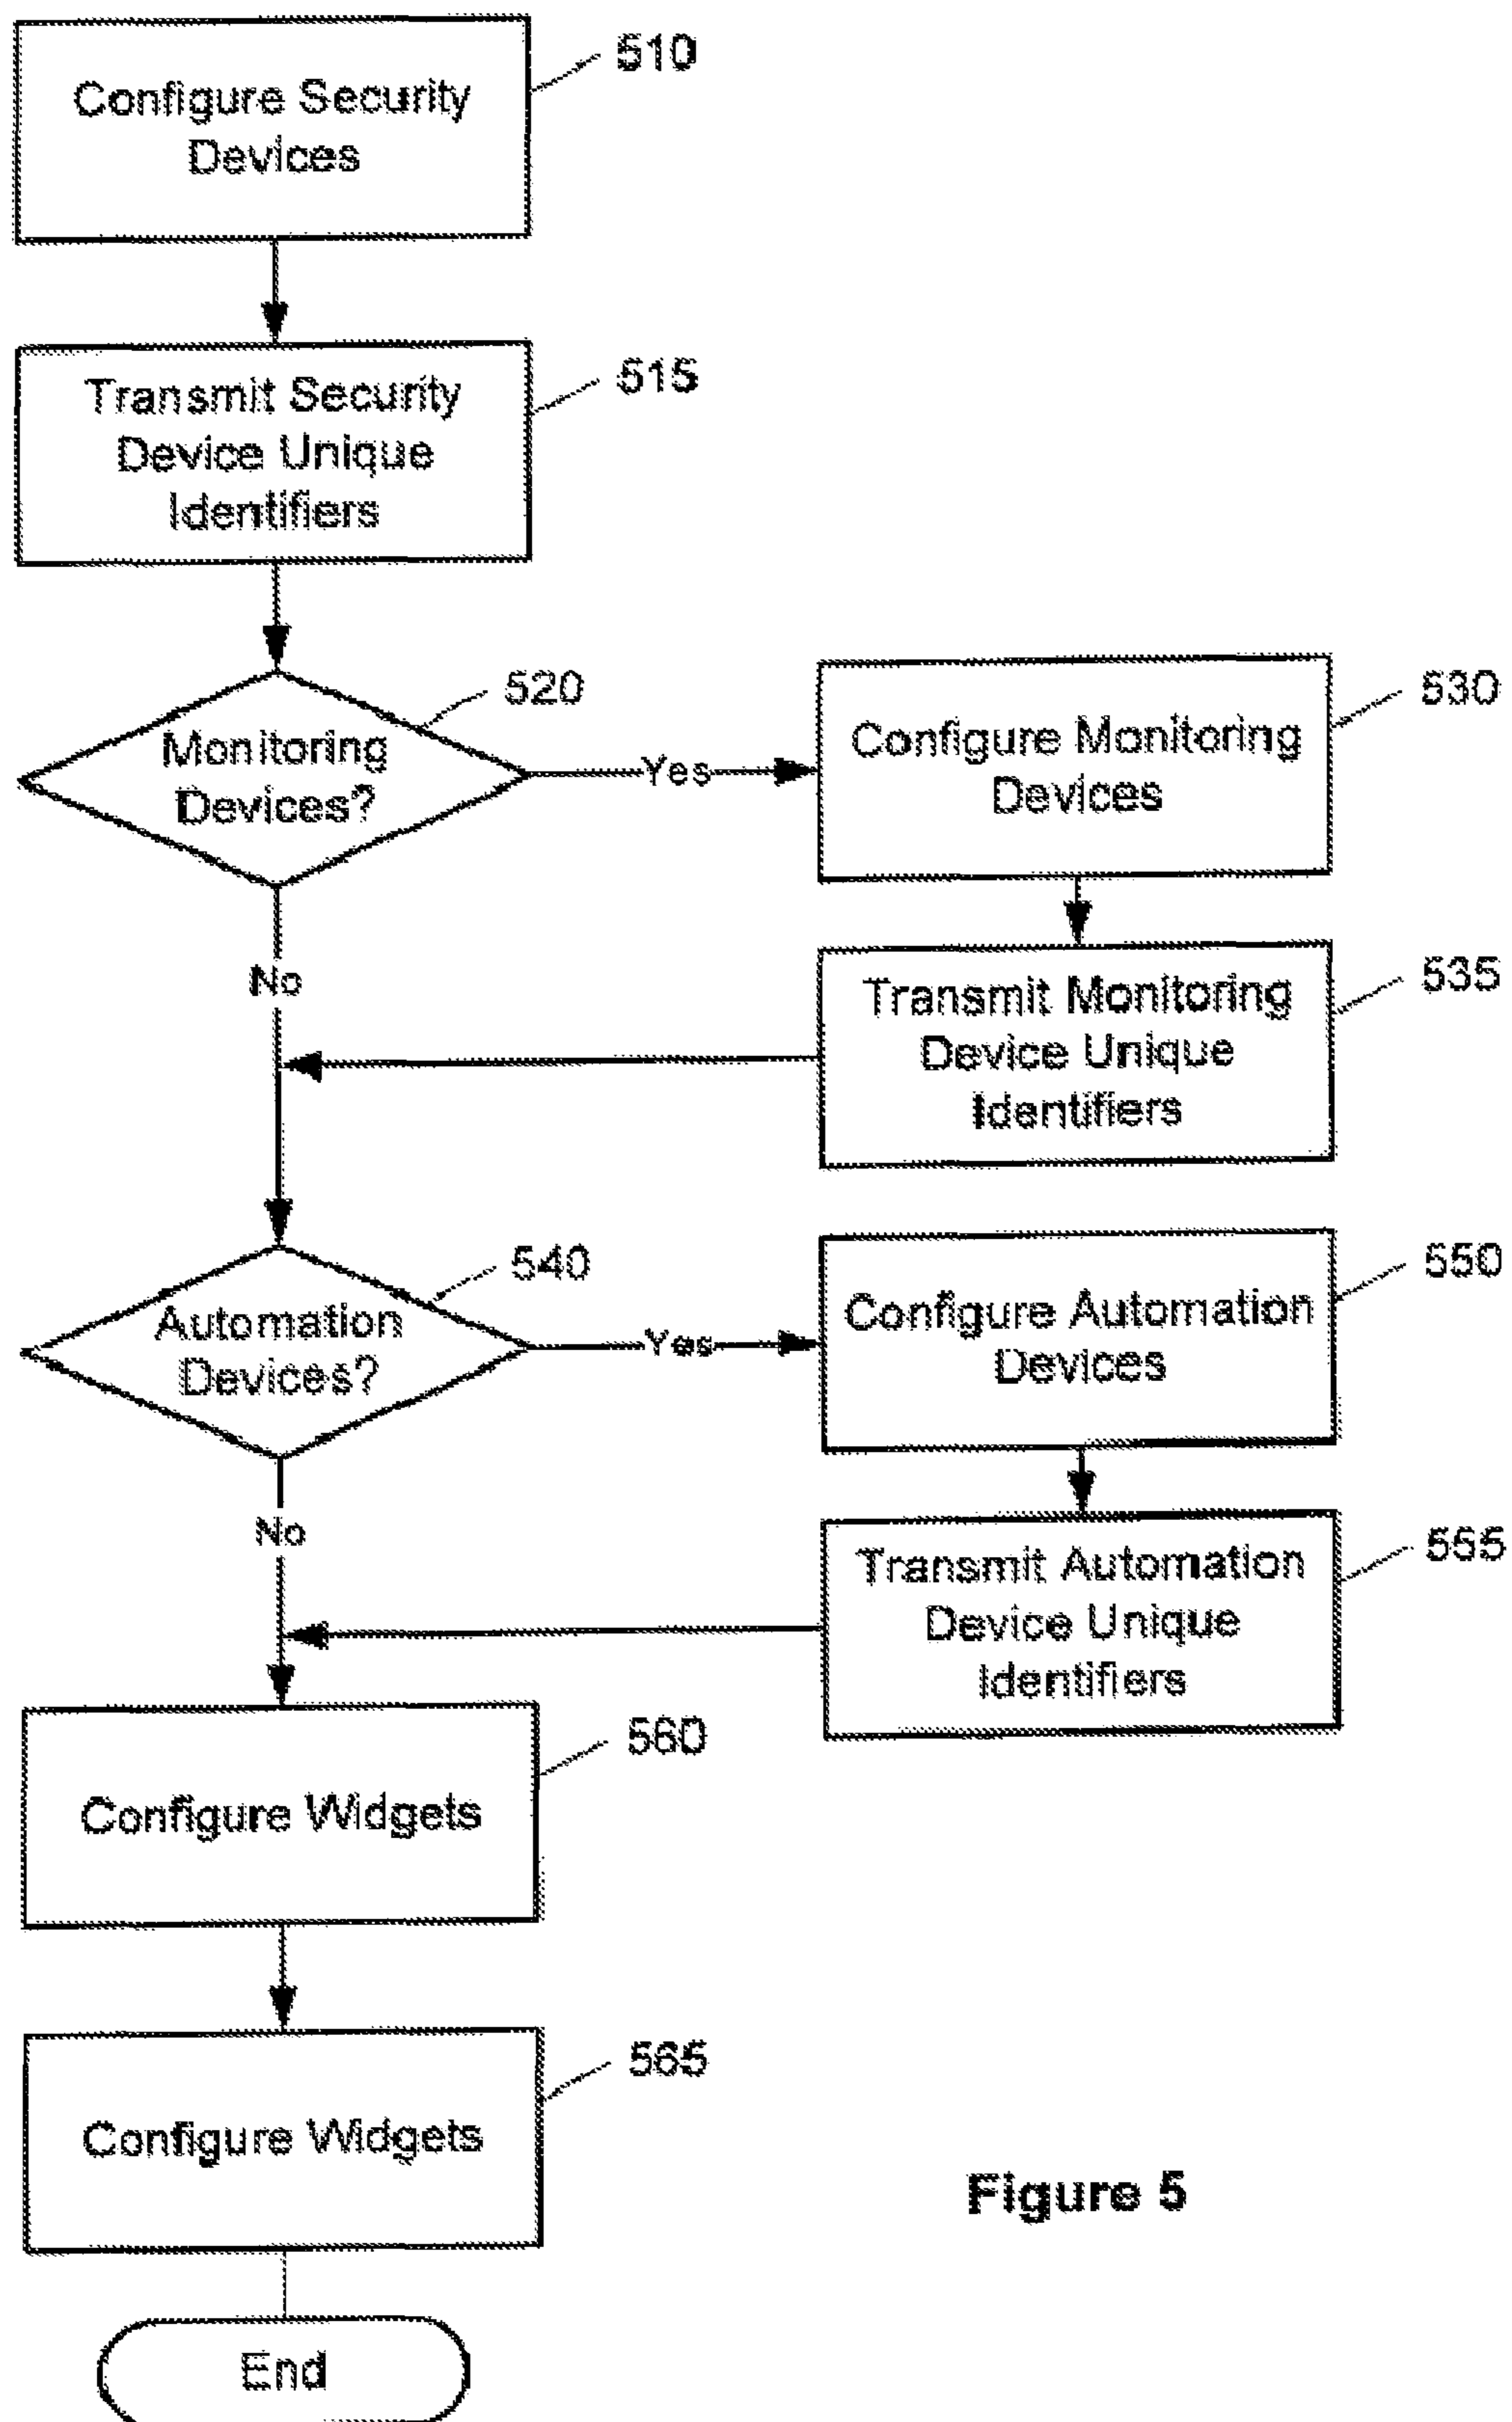 Configure Security
Devices
510
Transmit Security
Device Unique
Identifiers
515
Monitoring
Devices?
520
Yes
Configure Monitoring
Devices
530
No
Transmit Monitoring
Device Unique
Identifiers
535
Automation
Devices?
540
Yes
Configure Automation
Devices
550
No
Transmit Automation
Device Unique
Identifiers
555
Configure Widgets
560
Configure Widgets
565
Figure 5
End